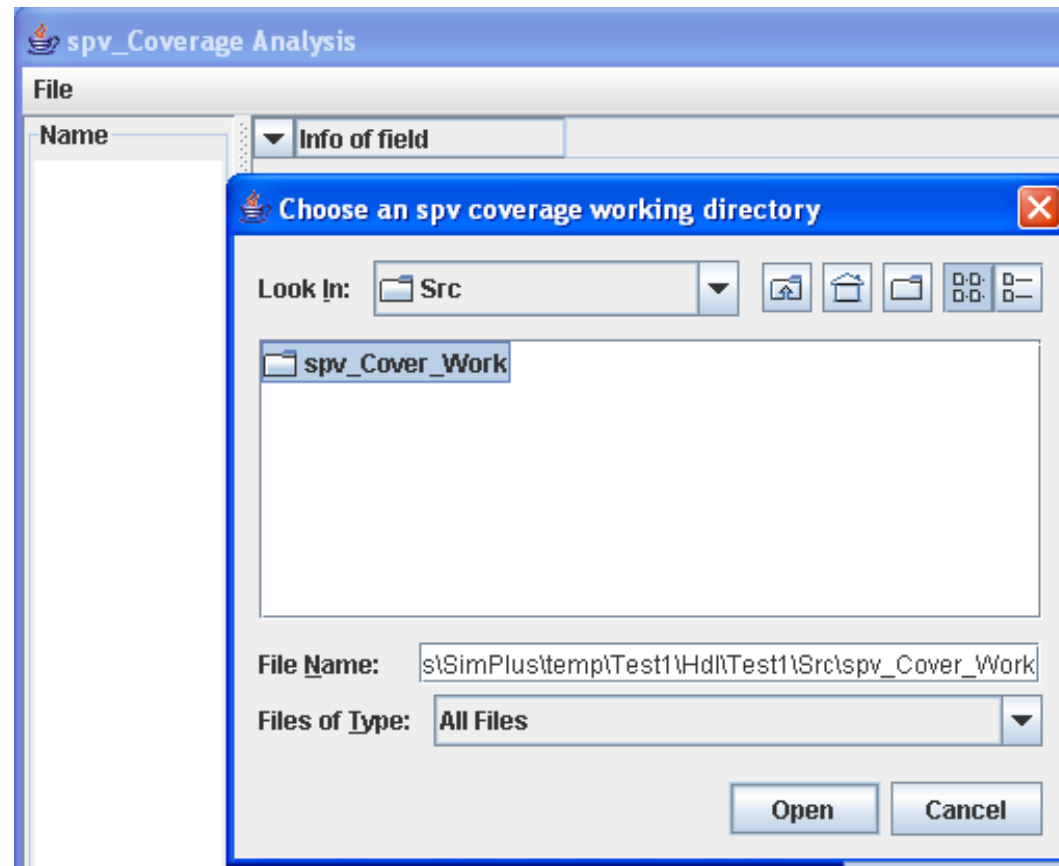 spv_Coverage Analysis
File
Name
Info of field
Choose an spv coverage working directory
Look In: Src
spv_Cover_Work
File Name: s\SimPlus\temp\Test1\Hdl\Test1\Src\spv_Cover_Work
Files of Type: All Files
Open Cancel